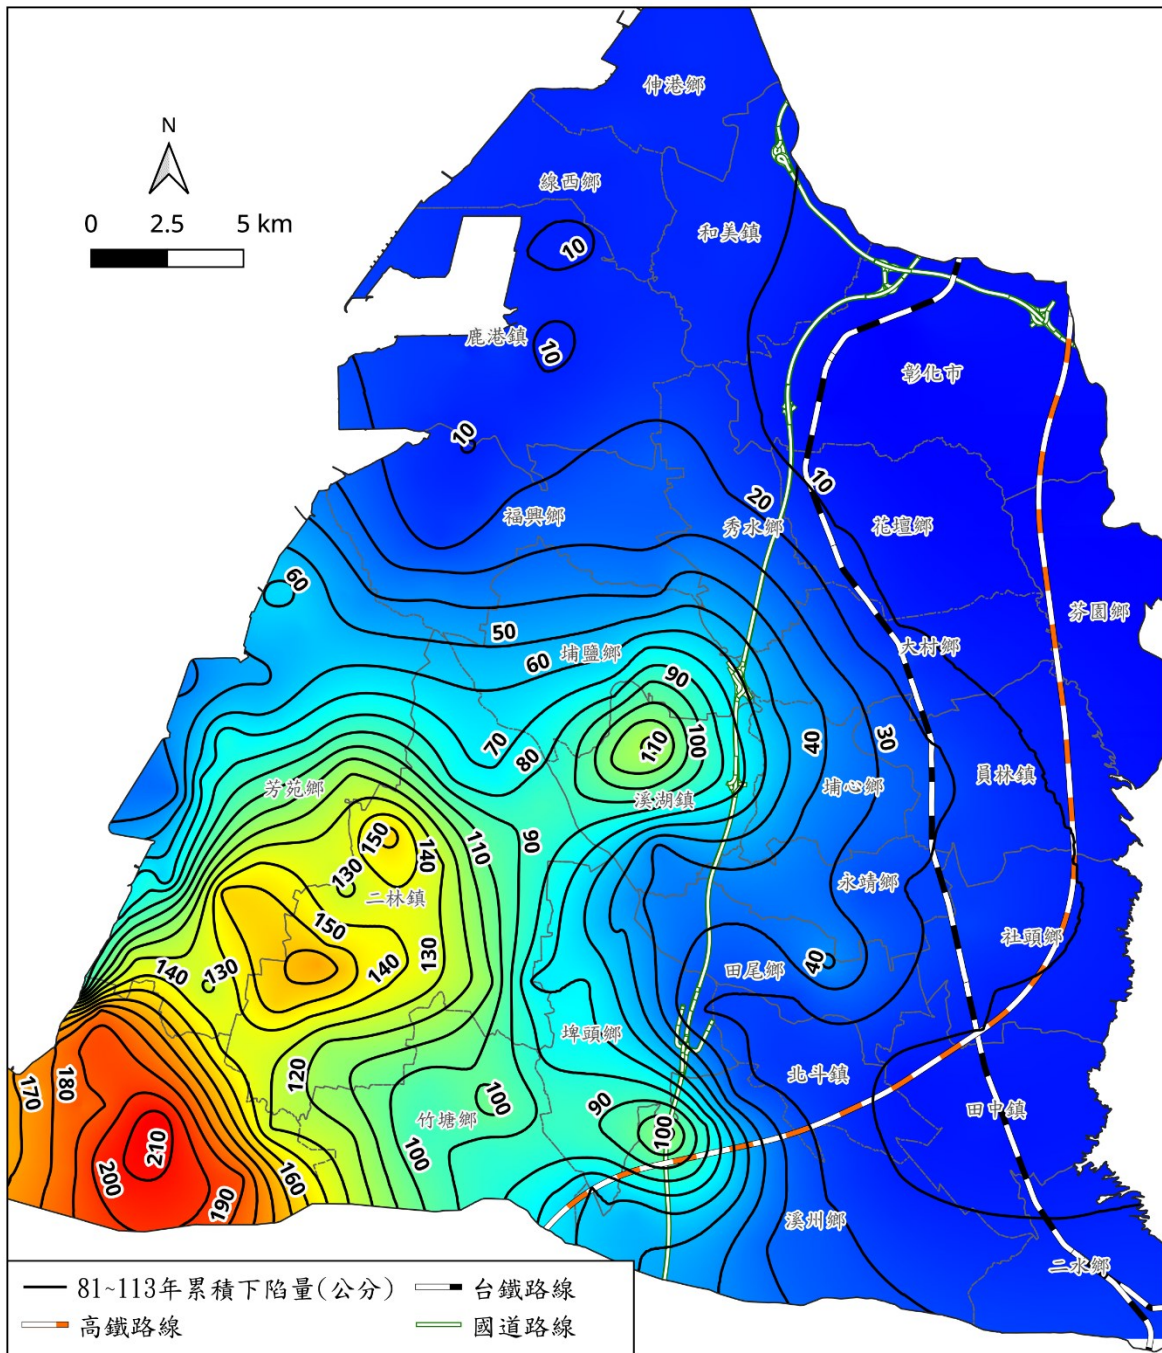 伸港鄉
N
線西鄉
0 2.5 5 km
和美鎮
10
鹿港鎮
10
彰化市
10
10
20
福興鄉
秀水鄉
花壇鄉
60
芬園鄉
50
大村鄉
埔鹽鄉
60
90
70
80
110
100
40
30
員林鎮
芳苑鄉
溪湖鎮
埔心鄉
150
140
110
90
130
二林鎮
永靖鄉
150
社頭鄉
140
130
140
130
田尾鄉
40
埤頭鄉
120
北斗鎮
170
180
100
90
田中鎮
竹塘鄉
100
210
100
200
190
160
溪州鄉
二水鄉
81~113年累積下陷量(公分)
台鐵路線
高鐵路線
國道路線